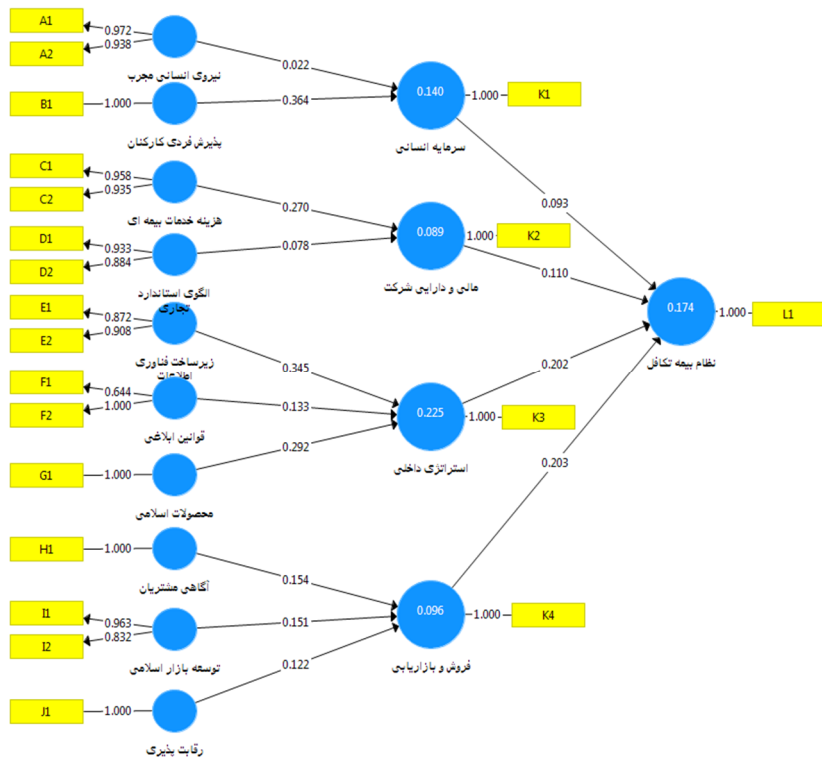 A1
0.972
0.938
A2
نیروی انسانی مجرب
0.022
B1
1.000
پذیرش فردی کارکنان
0.364
0.140
1.000
K1
سرمایه انسانی
0.093
C1
0.958
0.935
C2
هزینه خدمات بیمه ای
0.270
D1
0.933
0.884
D2
الگوی استاندارد
تجاری
0.078
0.089
1.000
K2
مالی و دارایی شرکت
0.110
E1
0.872
0.908
E2
زیرساخت فناوری
اطلاعات
0.345
F1
0.644
1.000
F2
قوانین ابلاغی
0.133
G1
1.000
محصولات اسلامی
0.292
0.225
1.000
K3
استراتژی داخلی
0.202
0.174
1.000
L1
نظام بیمه تکافل
H1
1.000
آگاهی مشتریان
0.154
I1
0.963
0.832
I2
توسعه بازار اسلامی
0.151
J1
1.000
رقابت پذیری
0.122
0.096
1.000
K4
فروش و بازاریابی
0.203